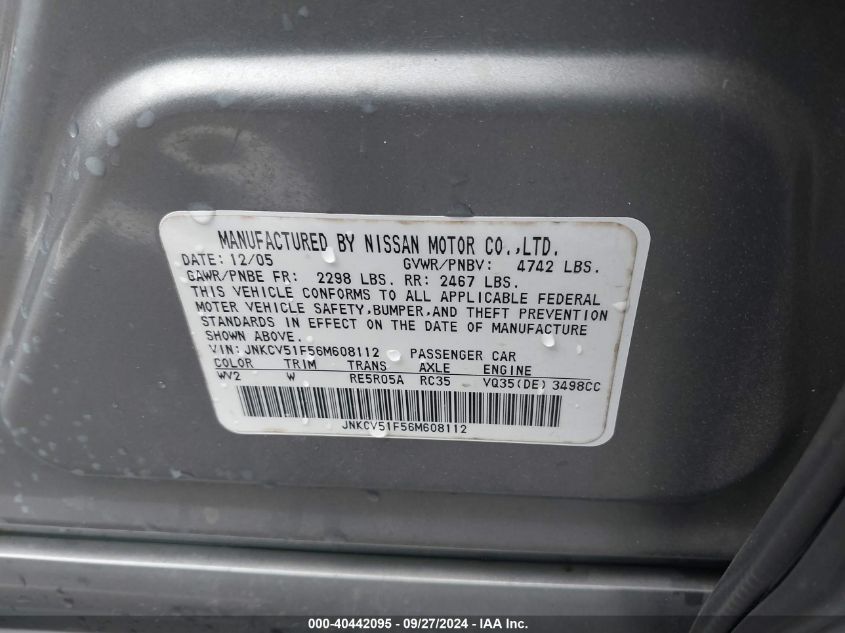 MANUFACTURED BY NISSAN MOTOR CO.,LTD.
DATE: 12/05 GVWR/PNBV: 4742 LBS.
GAWR/PNBE FR: 2298 LBS. RR: 2467 LBS.
THIS VEHICLE CONFORMS TO ALL APPLICABLE FEDERAL
MOTER VEHICLE SAFETY,BUMPER,AND THEFT PREVENTION
STANDARDS IN EFFECT ON THE DATE OF MANUFACTURE
SHOWN ABOVE.
VIN: JNKCV51F56M608112 PASSENGER CAR
COLOR TRIM TRANS AXLE ENGINE
WV2 W RE5R05A RC35 VQ35(DE) 3498CC
JNKCV51F56M608112
000-40442095 - 09/27/2024 - IAA Inc.